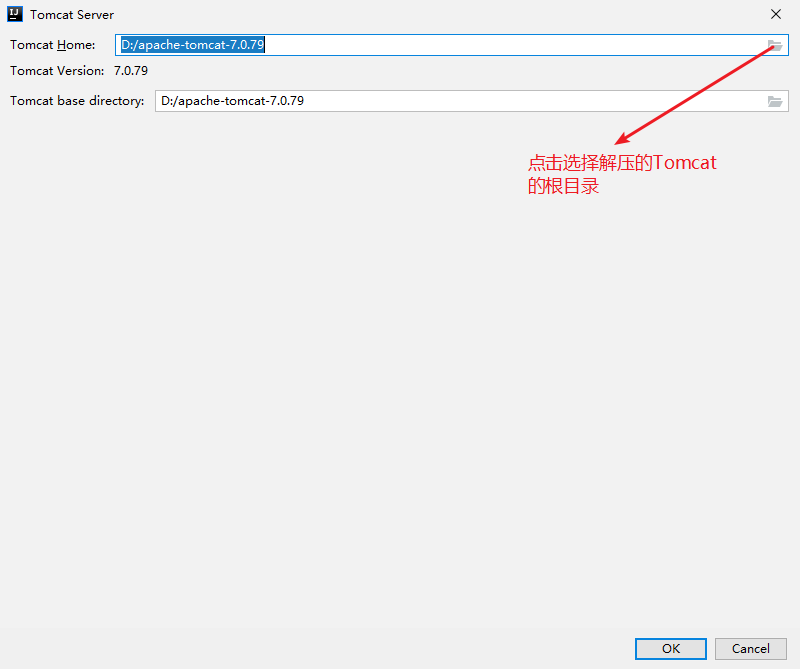 Tomcat Server
Tomcat Home: D:/apache-tomcat-7.0.79
Tomcat Version: 7.0.79
Tomcat base directory: D:/apache-tomcat-7.0.79
点击选择解压的Tomcat
的根目录
OK Cancel